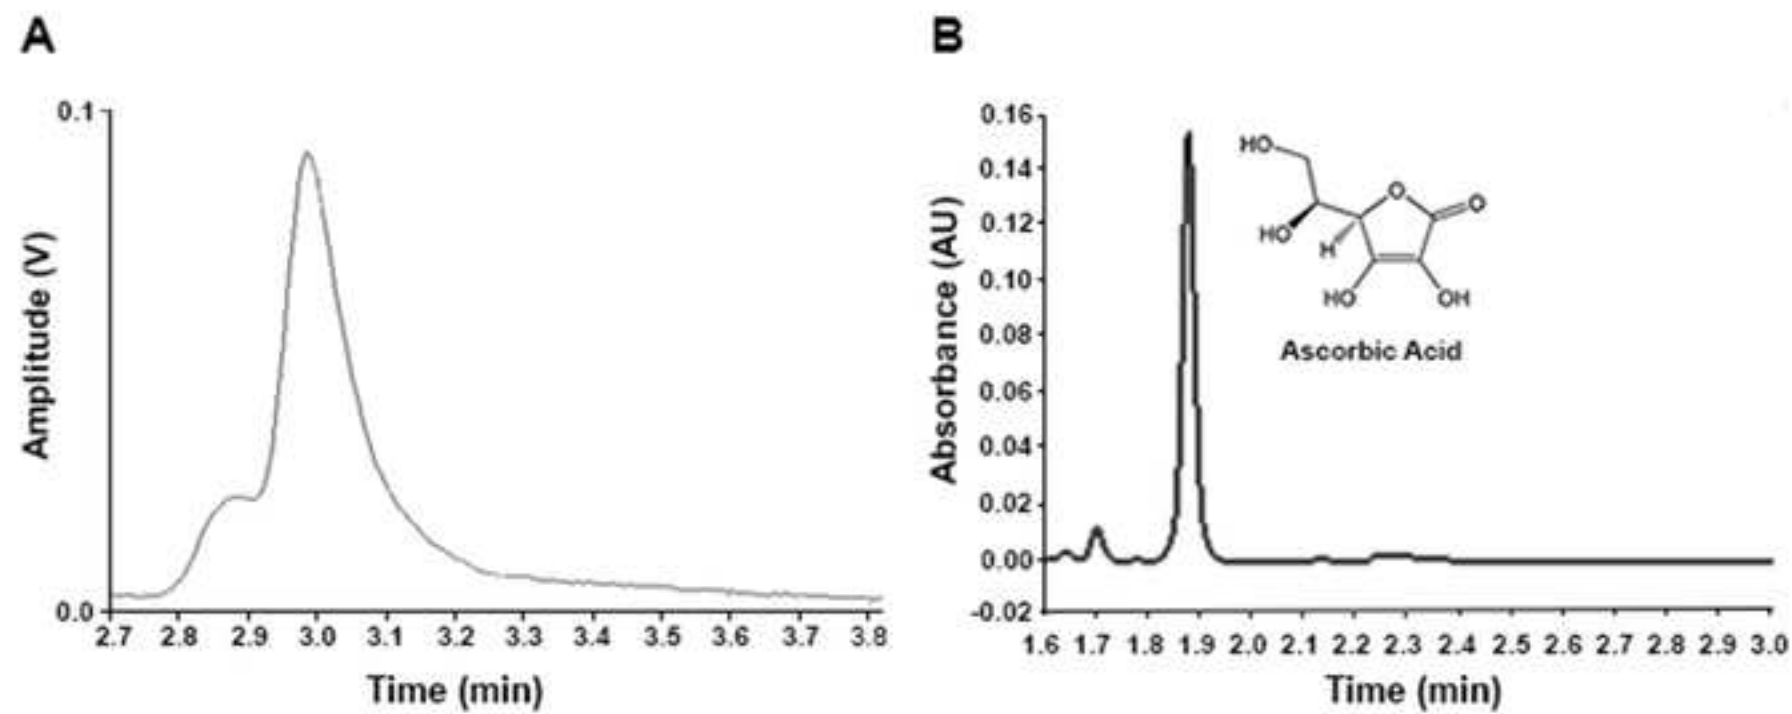 A
0.1
0.0
Amplitude (V)
2.7 2.8 2.9 3.0 3.1 3.2 3.3 3.4 3.5 3.6 3.7 3.8
Time (min)
B
0.16
0.14
0.12
0.10
0.08
0.06
0.04
0.02
0.00
-0.02
Absorbance (AU)
HO
O
O
HO
H
HO
OH
Ascorbic Acid
1.6 1.7 1.8 1.9 2.0 2.1 2.2 2.3 2.4 2.5 2.6 2.7 2.8 2.9 3.0
Time (min)